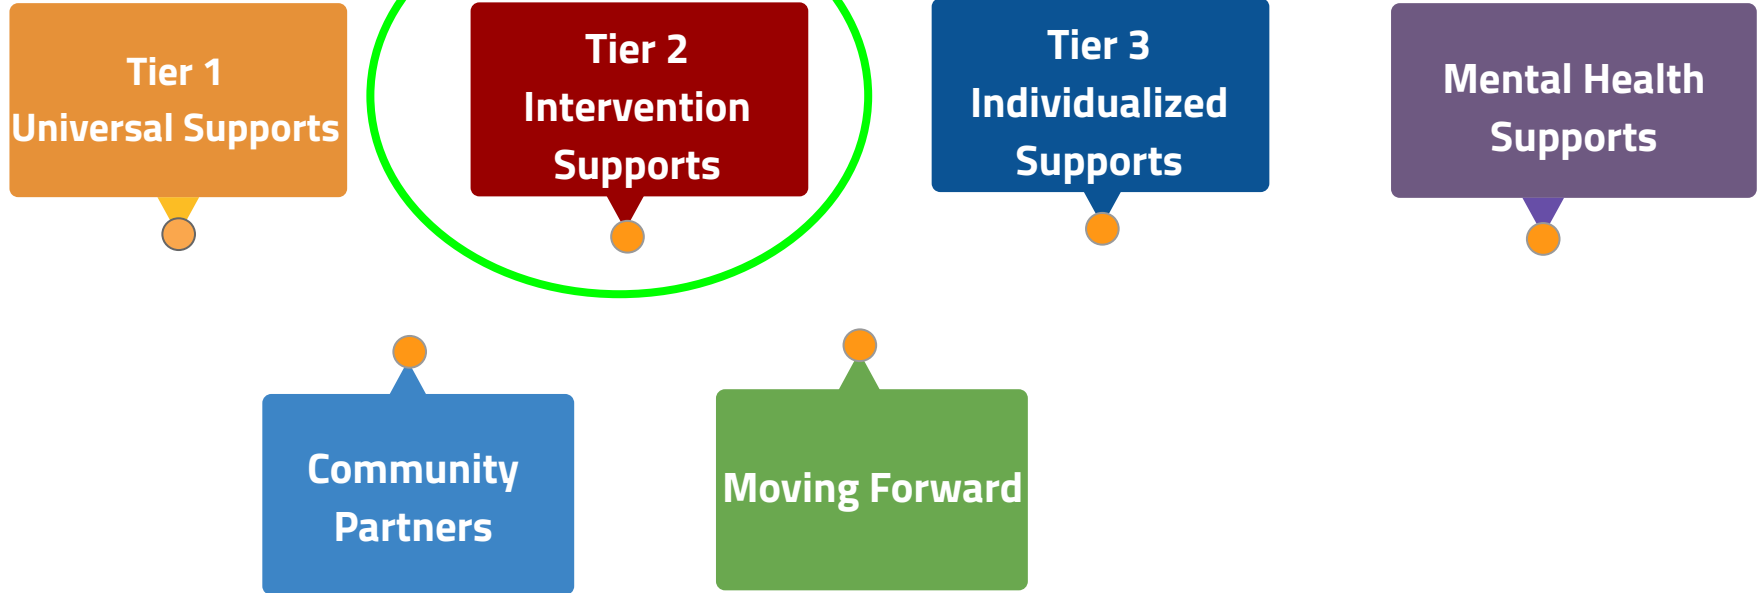 Tier 1
Universal Supports
Tier 2
Intervention
Supports
Tier 3
Individualized
Supports
Mental Health
Supports
Community
Partners
Moving Forward